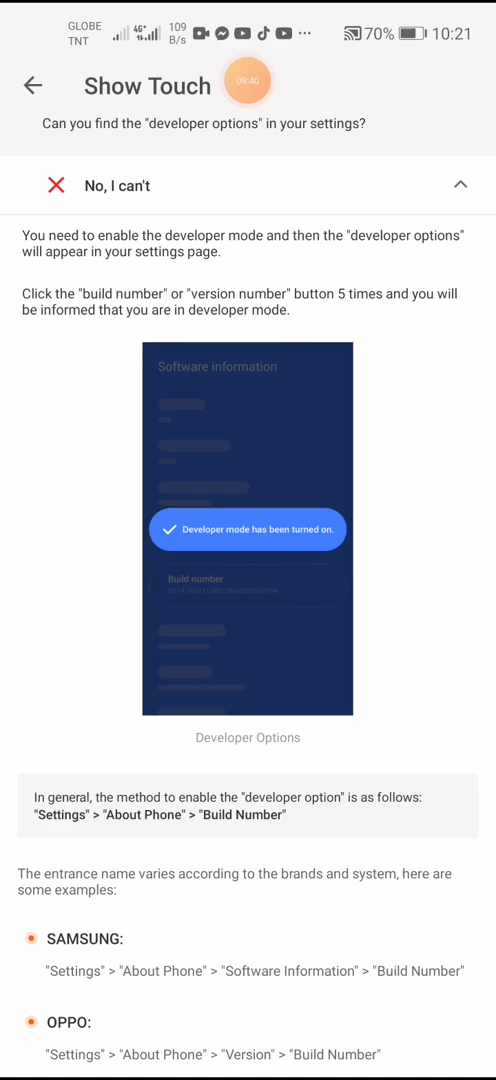 GLOBE
TNT
4G+
109
B/s
70%
10:21
Show Touch
09:40
Can you find the "developer options" in your settings?
No, I can't
You need to enable the developer mode and then the "developer options"
will appear in your settings page.
Click the "build number" or "version number" button 5 times and you will
be informed that you are in developer mode.
Software information
Developer mode has been turned on.
Build number
Developer Options
In general, the method to enable the "developer option" is as follows:
"Settings" > "About Phone" > "Build Number"
The entrance name varies according to the brands and system, here are
some examples:
SAMSUNG:
"Settings" > "About Phone" > "Software Information" > "Build Number"
OPPO:
"Settings" > "About Phone" > "Version" > "Build Number"